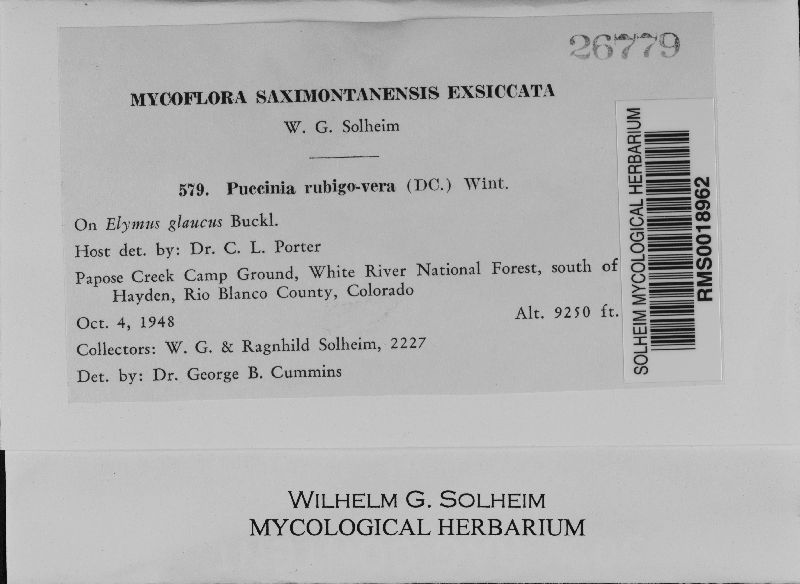 26779
MYCOFLORA SAXIMONTANENSIS EXSICCATA
W. G. Solheim
579. Puccinia rubigo-vera (DC.) Wint.
On Elymus glaucus Buckl.
Host det. by: Dr. C. L. Porter
Papose Creek Camp Ground, White River National Forest, south of
Hayden, Rio Blanco County, Colorado
Oct. 4, 1948 Alt. 9250 ft.
Collectors: W. G. & Ragnhild Solheim, 2227
Det. by: Dr. George B. Cummins
SOLHEIM MYCOLOGICAL HERBARIUM
RMS0018962
WILHELM G. SOLHEIM
MYCOLOGICAL HERBARIUM